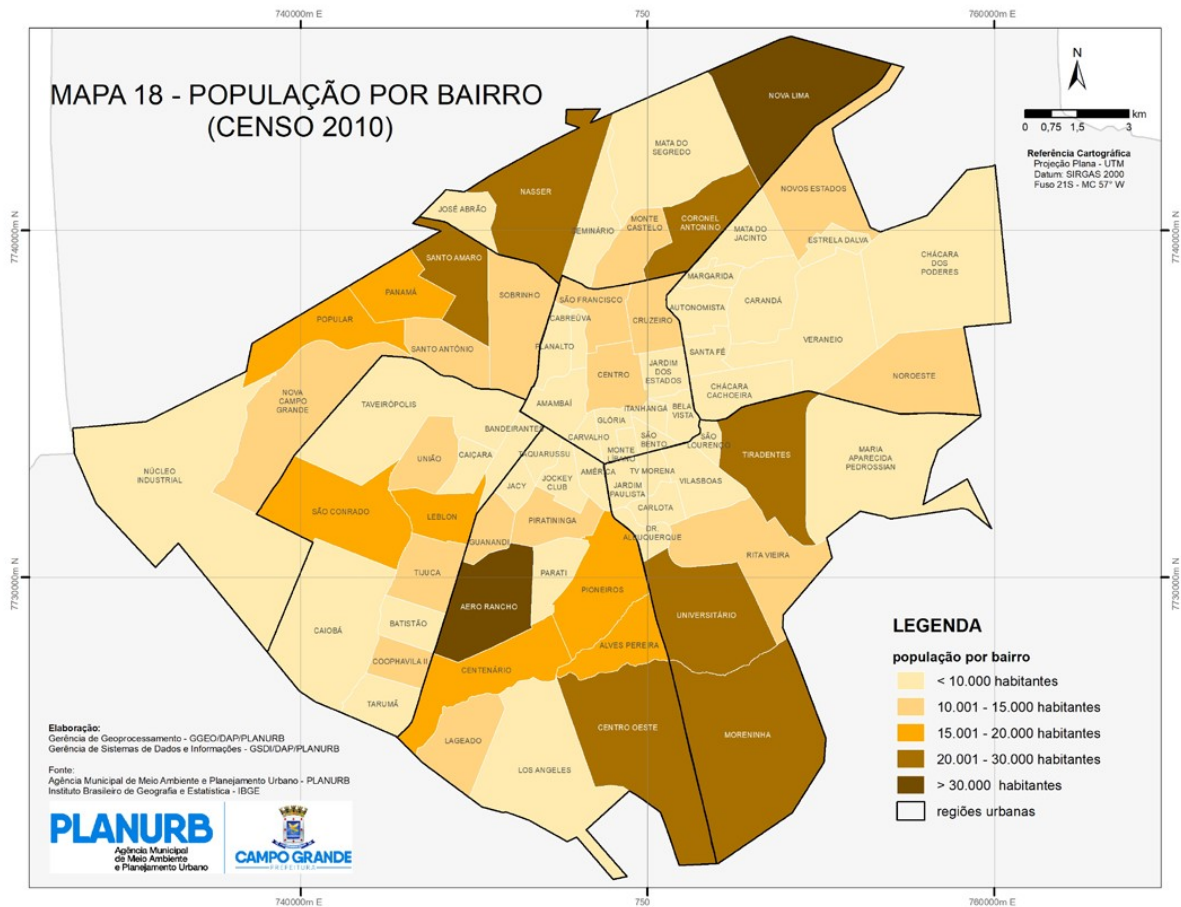 740000m E
750
760000m E
MAPA 18 - POPULAÇÃO POR BAIRRO
(CENSO 2010)
N
0 0,75 1,5 3 km
Referência Cartográfica
Projeção Plana - UTM
Datum: SIRGAS 2000
Fuso 21S - MC 57° W
7740000m N
7740000m N
7730000m N
7730000m N
NOVA LIMA
MATA DO
SEGREDO
NASSER
NOVOS ESTADOS
JOSÉ ABRÃO
SEMINÁRIO
MONTE
CASTELO
CORONEL
ANTONINO
MATA DO
JACINTO
ESTRELA DALVA
CHÁCARA
DOS
PODERES
SANTO AMARO
PANAMÁ
SOBRINHO
MARGARIDA
SÃO FRANCISCO
AUTONOMISTA
CARANDÁ
POPULAR
CABREÚVA
CRUZEIRO
VERANEIO
PLANALTO
SANTO ANTÔNIO
SANTA FÉ
JARDIM
DOS
ESTADOS
CENTRO
NOROESTE
NOVA
CAMPO
GRANDE
CHÁCARA
CACHOEIRA
TAVEIRÓPOLIS
AMAMBAÍ
ITANHANGA
BELA
VISTA
GLÓRIA
BANDEIRANTES
CARVALHO
SÃO
BENTO
SÃO
LOURENÇO
MONTE
LÍBANO
TIRADENTES
MARIA
APARECIDA
PEDROSSIAN
UNIÃO
CAIÇARA
TAQUARUSSU
NÚCLEO
INDUSTRIAL
AMÉRICA
TV MORENA
JACY
JOCKEY
CLUB
JARDIM
PAULISTA
VILASBOAS
CARLOTA
SÃO CONRADO
LEBLON
PIRATININGA
DR.
ALBUQUERQUE
GUANANDI
RITA VIEIRA
TIJUCA
PARATI
PIONEIROS
AERO RANCHO
UNIVERSITÁRIO
CAIOBÁ
BATISTÃO
ALVES PEREIRA
COOPHAVILA II
CENTENÁRIO
TARUMÃ
CENTRO OESTE
MORENINHA
LAGEADO
LOS ANGELES
LEGENDA
população por bairro
< 10.000 habitantes
10.001 - 15.000 habitantes
15.001 - 20.000 habitantes
20.001 - 30.000 habitantes
> 30.000 habitantes
regiões urbanas
Elaboração:
Gerência de Geoprocessamento - GGEO/DAP/PLANURB
Gerência de Sistemas de Dados e Informações - GSDI/DAP/PLANURB
Fonte:
Agência Municipal de Meio Ambiente e Planejamento Urbano - PLANURB
Instituto Brasileiro de Geografia e Estatística - IBGE
PLANURB
Agência Municipal
de Meio Ambiente
e Planejamento Urbano
CAMPO GRANDE
PREFEITURA
740000m E
750
760000m E